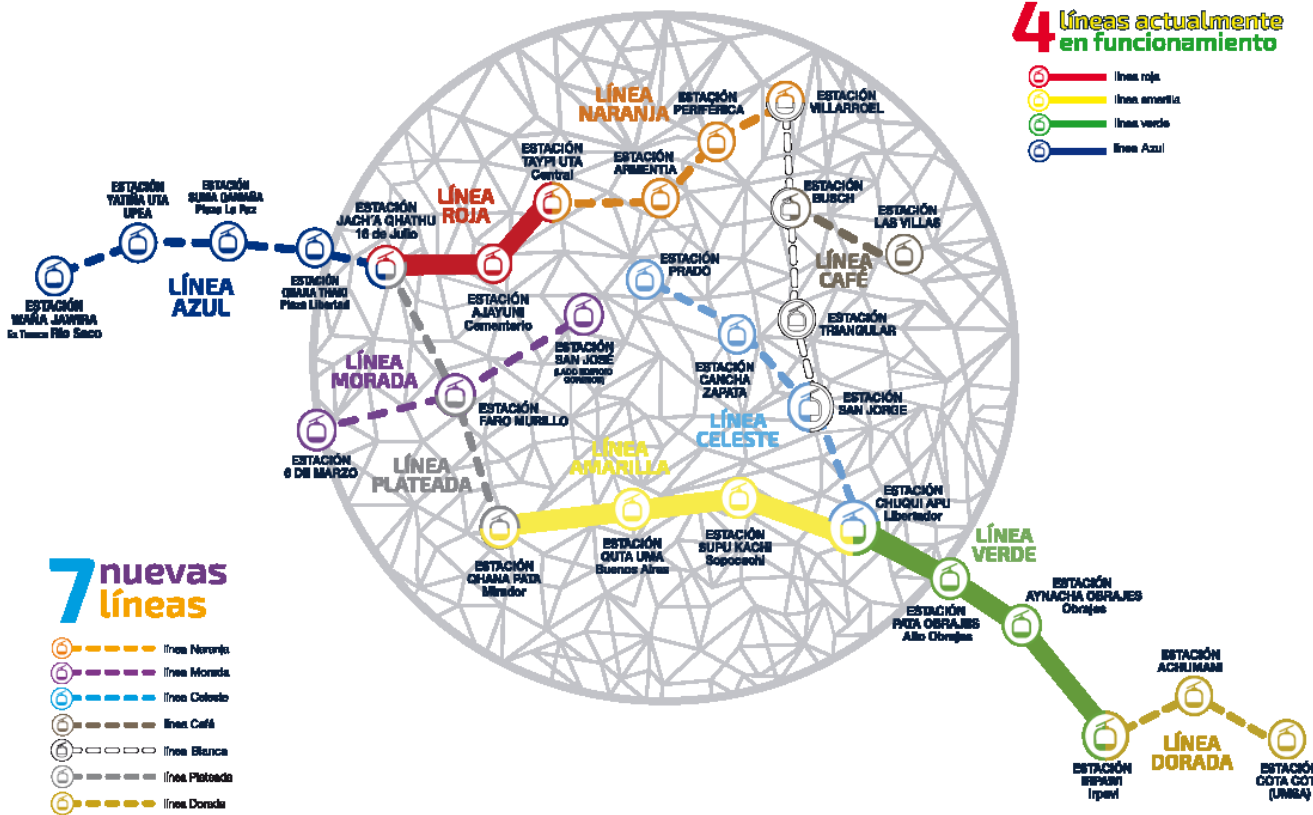 4 líneas actualmente
en funcionamiento
línea roja
línea amarilla
línea verde
línea Azul
LÍNEA
NARANJA
ESTACIÓN
PERIFÉRICA
ESTACIÓN
VILLARROEL
ESTACIÓN
TAYPI UTA
Central
ESTACIÓN
ARMENTIA
ESTACIÓN
TATIÑA UTA
UPEA
ESTACIÓN
SUMA QAMAÑA
Plaza La Paz
ESTACIÓN
JACH'A QHATHU
16 de Julio
LÍNEA
ROJA
ESTACIÓN
BUSCH
ESTACIÓN
LAS VILLAS
LÍNEA
CAFÉ
ESTACIÓN
PRADO
LÍNEA
AZUL
ESTACIÓN
Plaza Libertad
ESTACIÓN
WAÑA JAWIRA
Río Seco
ESTACIÓN
AJAYUNI
Cementerio
ESTACIÓN
TRIANGULAR
LÍNEA
MORADA
ESTACIÓN
SAN JOSÉ
ESTACIÓN
CANCHA
ZAPATA
ESTACIÓN
FARO MURILLO
ESTACIÓN
SAN JORGE
LÍNEA
CELESTE
ESTACIÓN
6 DE MARZO
LÍNEA
PLATEADA
LÍNEA
AMARILLA
ESTACIÓN
CHUQUI APU
Libertador
LÍNEA
VERDE
ESTACIÓN
QHANA PATA
Mirador
ESTACIÓN
QUTA UMA
Buenos Aires
ESTACIÓN
SUPU KACHI
Sopocachi
ESTACIÓN
PATA OBRAJES
Alto Obrajes
ESTACIÓN
AYNACHA OBRAJES
Obrajes
7 nuevas
líneas
línea Naranja
línea Morada
línea Celeste
línea Café
línea Blanca
línea Plateada
línea Dorada
ESTACIÓN
ACHUMANI
LÍNEA
DORADA
ESTACIÓN
IRPAWI
Irpavi
ESTACIÓN
COTA COT
(UMSA)